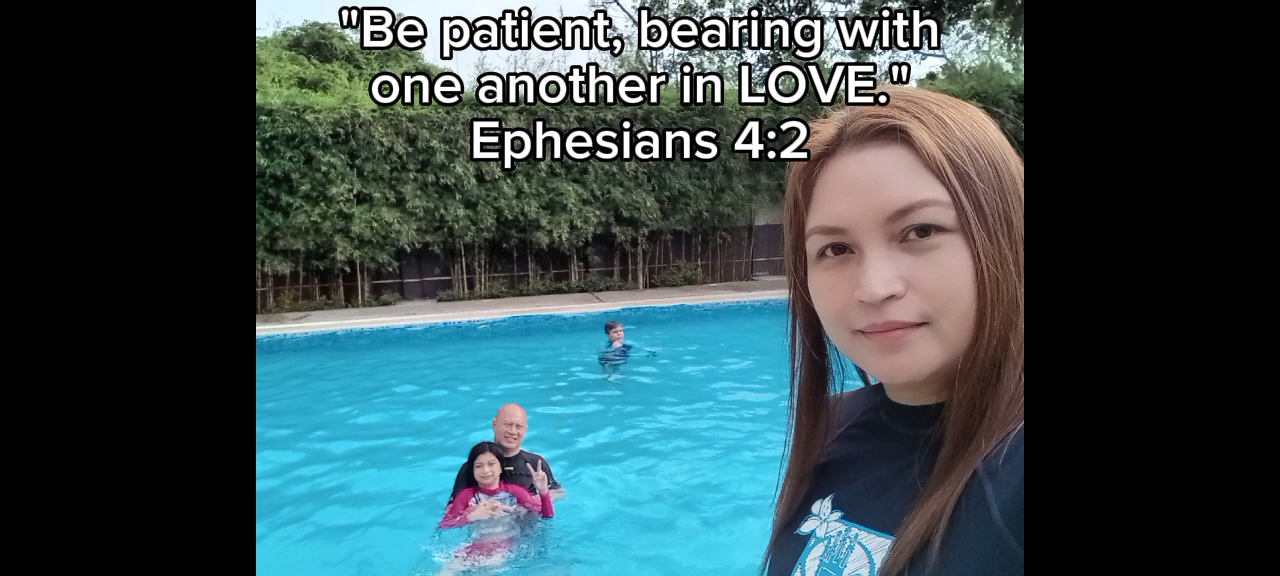 "Be patient, bearing with
one another in LOVE."
Ephesians 4:2